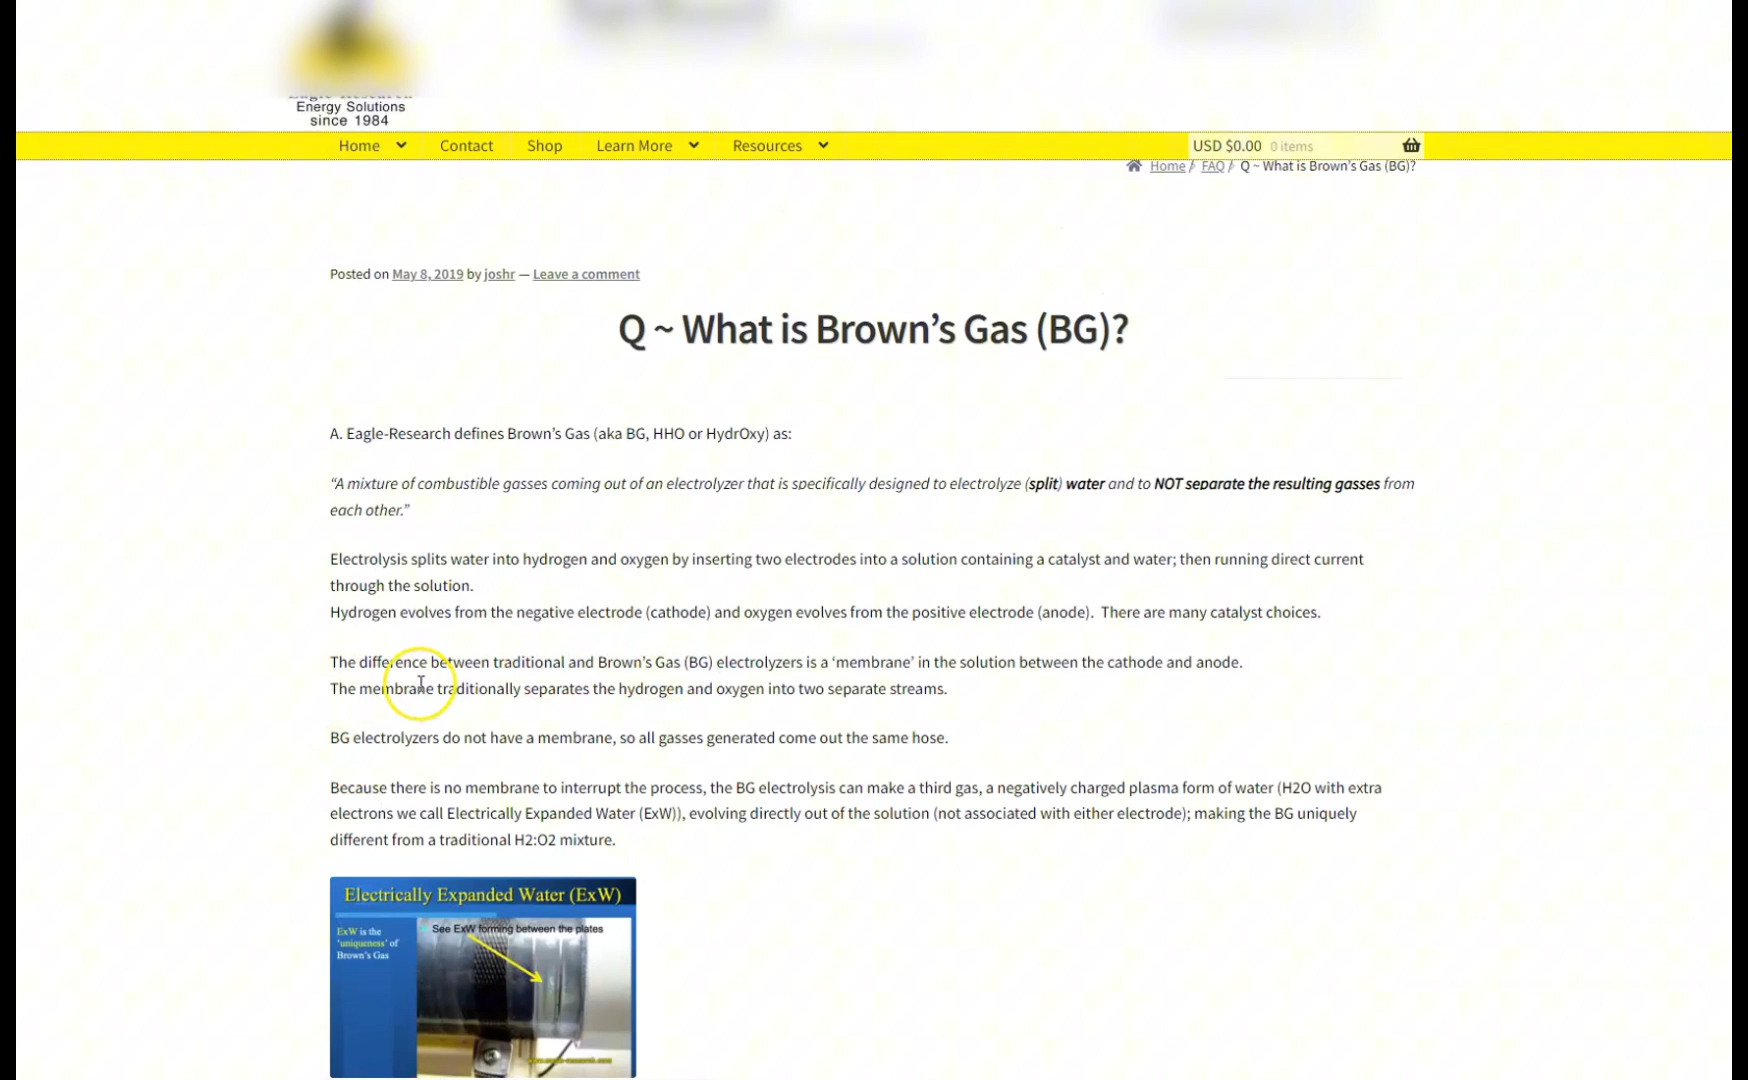 Energy Solutions
since 1984
Home Contact Shop Learn More Resources USD $0.00 0 items
Home / FAQ / Q ~ What is Brown's Gas (BG)?
Posted on May 8, 2019 by joshr — Leave a comment
Q ~ What is Brown's Gas (BG)?
A. Eagle-Research defines Brown's Gas (aka BG, HHO or HydrOxy) as:
“A mixture of combustible gasses coming out of an electrolyzer that is specifically designed to electrolyze (split) water and to NOT separate the resulting gasses from
each other.”
Electrolysis splits water into hydrogen and oxygen by inserting two electrodes into a solution containing a catalyst and water; then running direct current
through the solution.
Hydrogen evolves from the negative electrode (cathode) and oxygen evolves from the positive electrode (anode). There are many catalyst choices.
The difference between traditional and Brown's Gas (BG) electrolyzers is a ‘membrane’ in the solution between the cathode and anode.
The membrane traditionally separates the hydrogen and oxygen into two separate streams.
BG electrolyzers do not have a membrane, so all gasses generated come out the same hose.
Because there is no membrane to interrupt the process, the BG electrolysis can make a third gas, a negatively charged plasma form of water (H2O with extra
electrons we call Electrically Expanded Water (ExW)), evolving directly out of the solution (not associated with either electrode); making the BG uniquely
different from a traditional H2:O2 mixture.
Electrically Expanded Water (ExW)
See ExW forming between the plates
ExW is the
'uniqueness' of
Brown's Gas